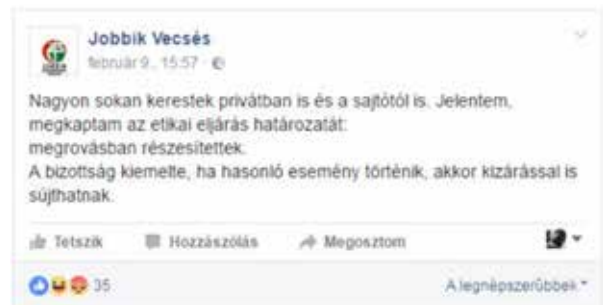 Jobbik Vecsés
február 9., 15:57
Nagyon sokan kerestek privátban is és a sajtótól is. Jelentem,
megkaptam az etikai eljárás határozatát:
megrovásban részesítettek.
A bizottság kiemelte, ha hasonló esemény történik, akkor kizárással is
sújthatnak.
Tetszik Hozzászólás Megosztom
35 A legnépszerűbbek